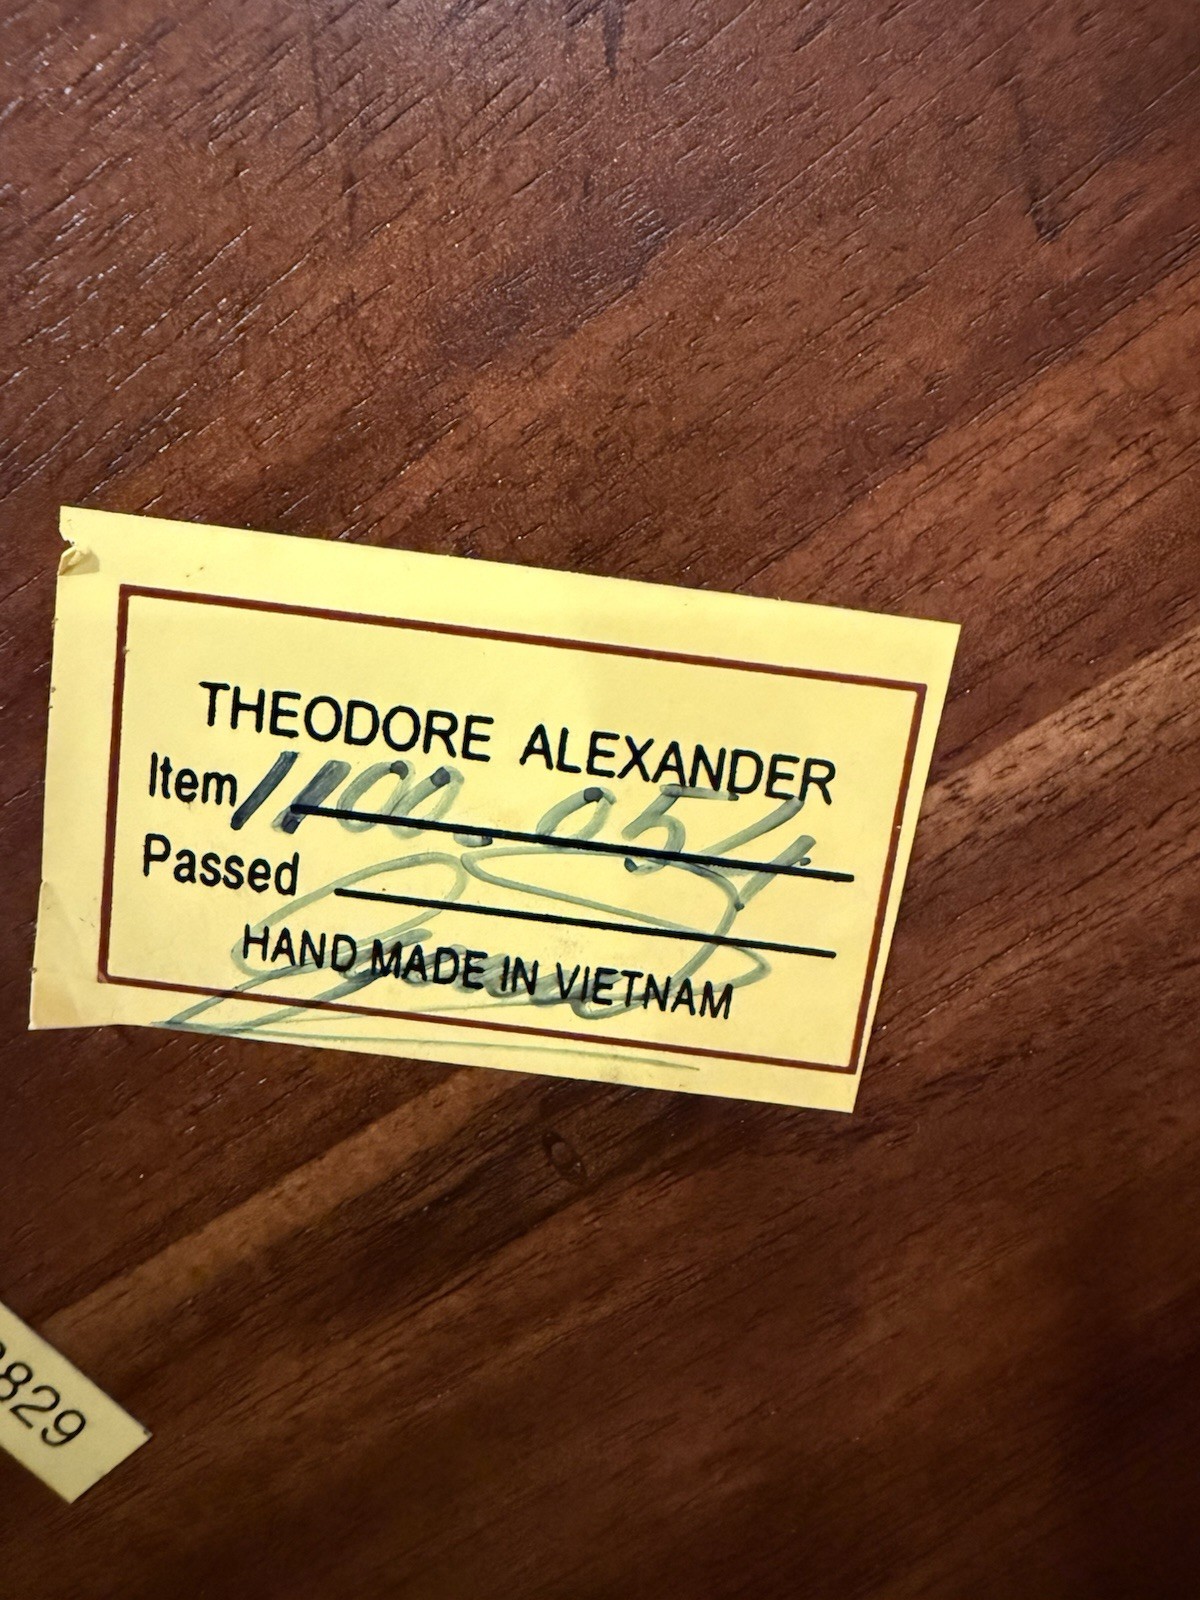 THEODORE ALEXANDER
Item 1100.054
Passed
HAND MADE IN VIETNAM
829